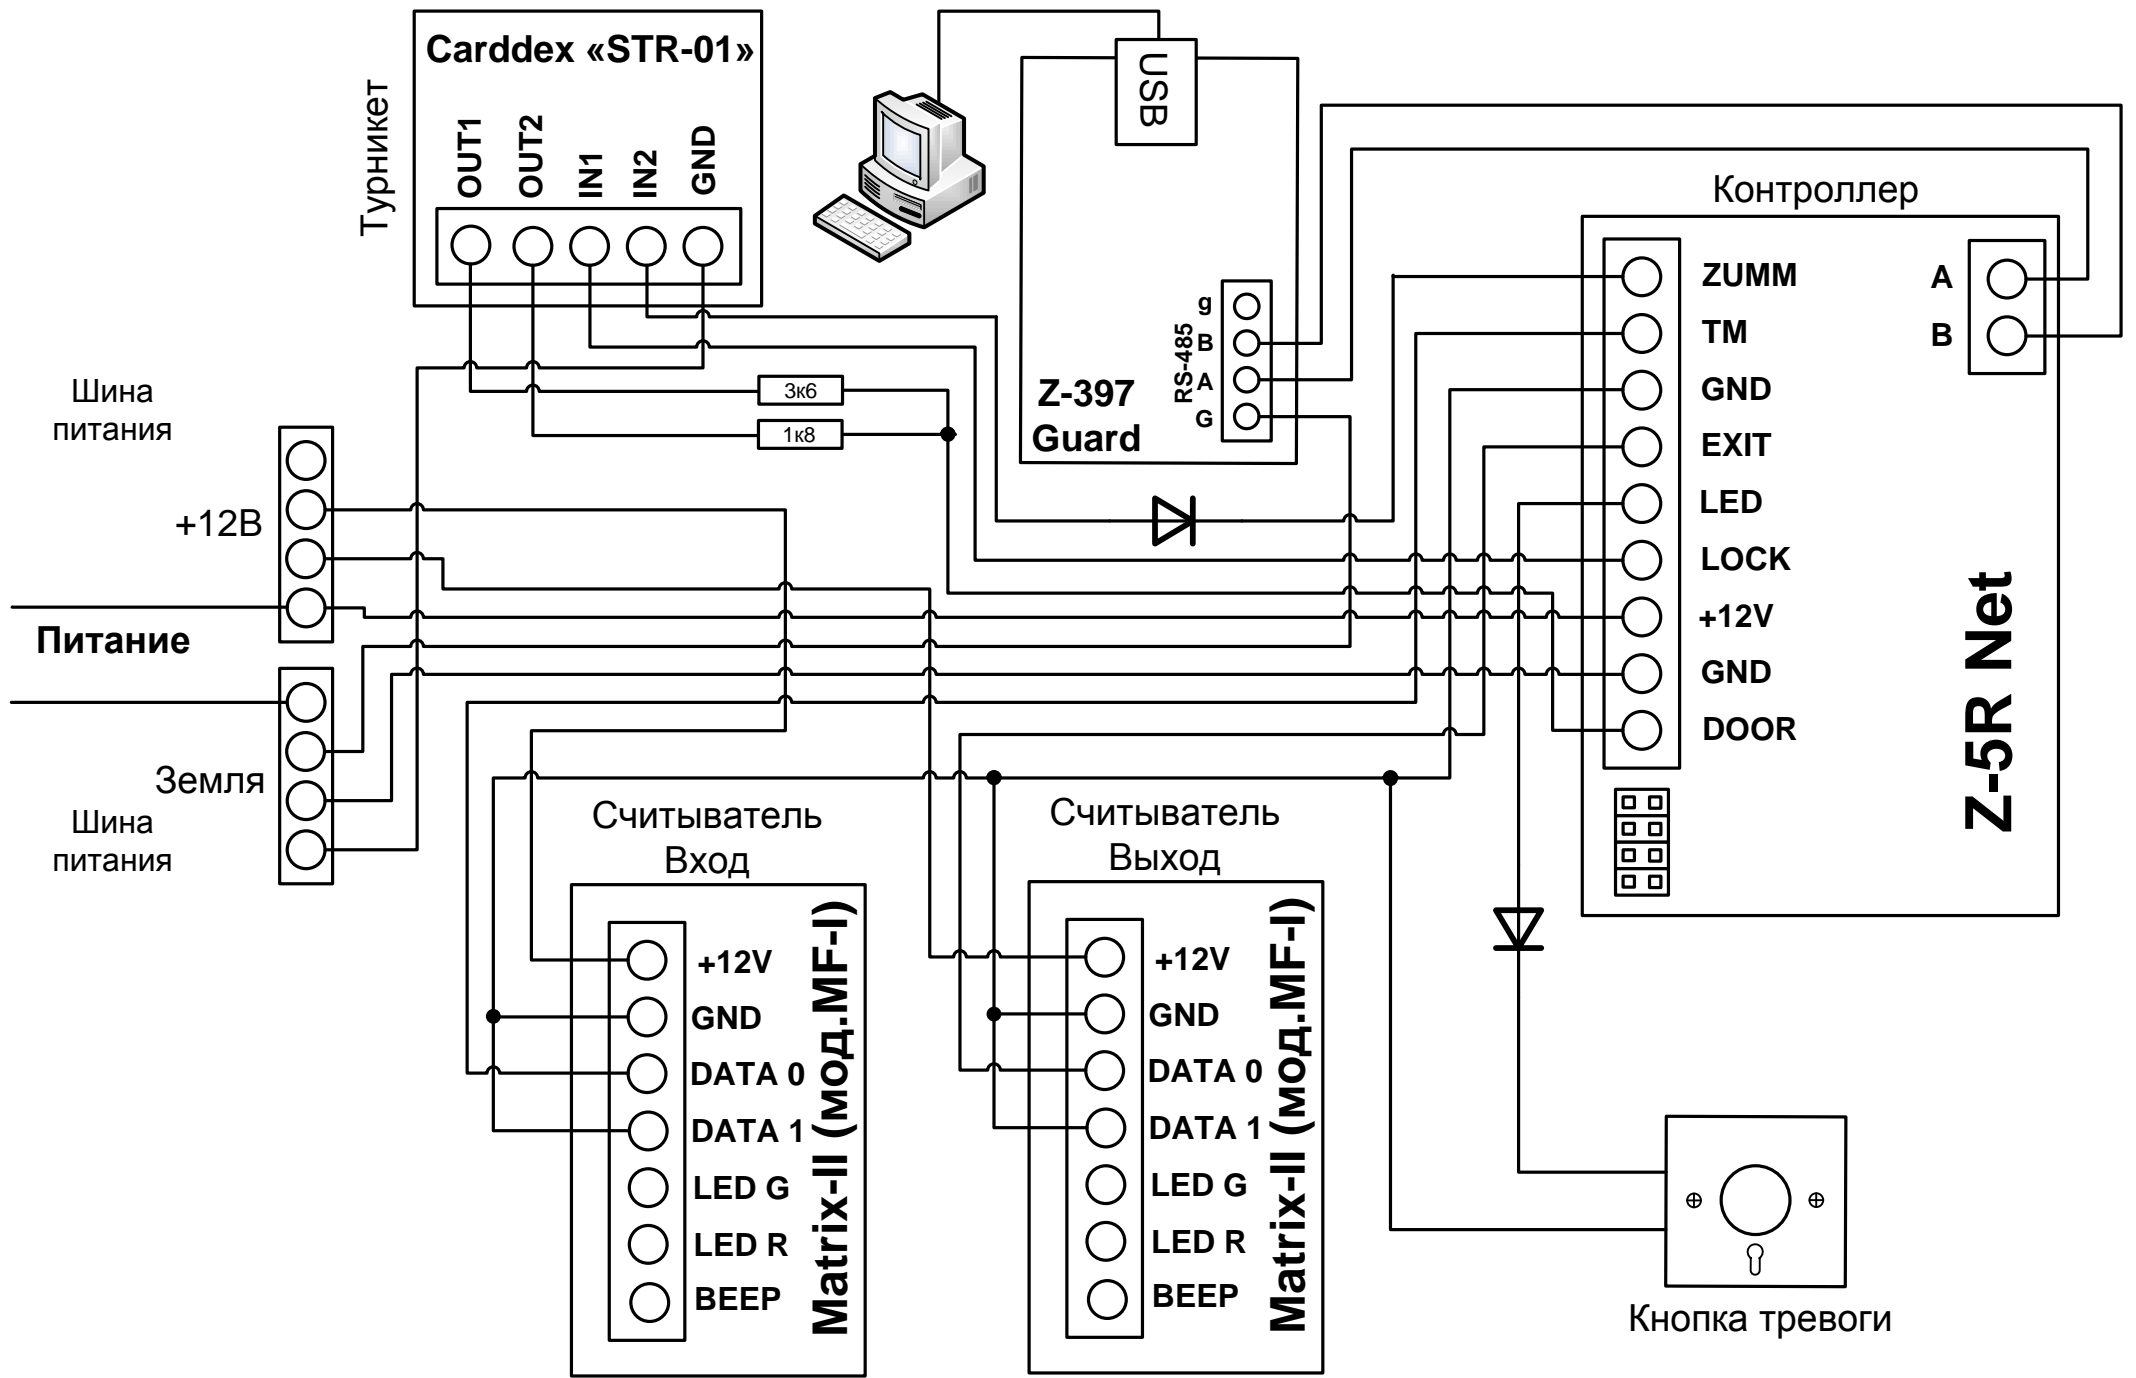 Carddex «STR-01»
Турникет
OUT1
OUT2
IN1
IN2
GND
USB
Z-397
Guard
RS-485
g
B
A
G
Контроллер
ZUMM
TM
GND
EXIT
LED
LOCK
+12V
GND
DOOR
A
B
Z-5R Net
3к6
1к8
Шина
питания
+12В
Питание
Земля
Шина
питания
Считыватель
Вход
+12V
GND
DATA 0
DATA 1
LED G
LED R
BEEP
Matrix-II (мод.MF-I)
Считыватель
Выход
+12V
GND
DATA 0
DATA 1
LED G
LED R
BEEP
Matrix-II (мод.MF-I)
Кнопка тревоги